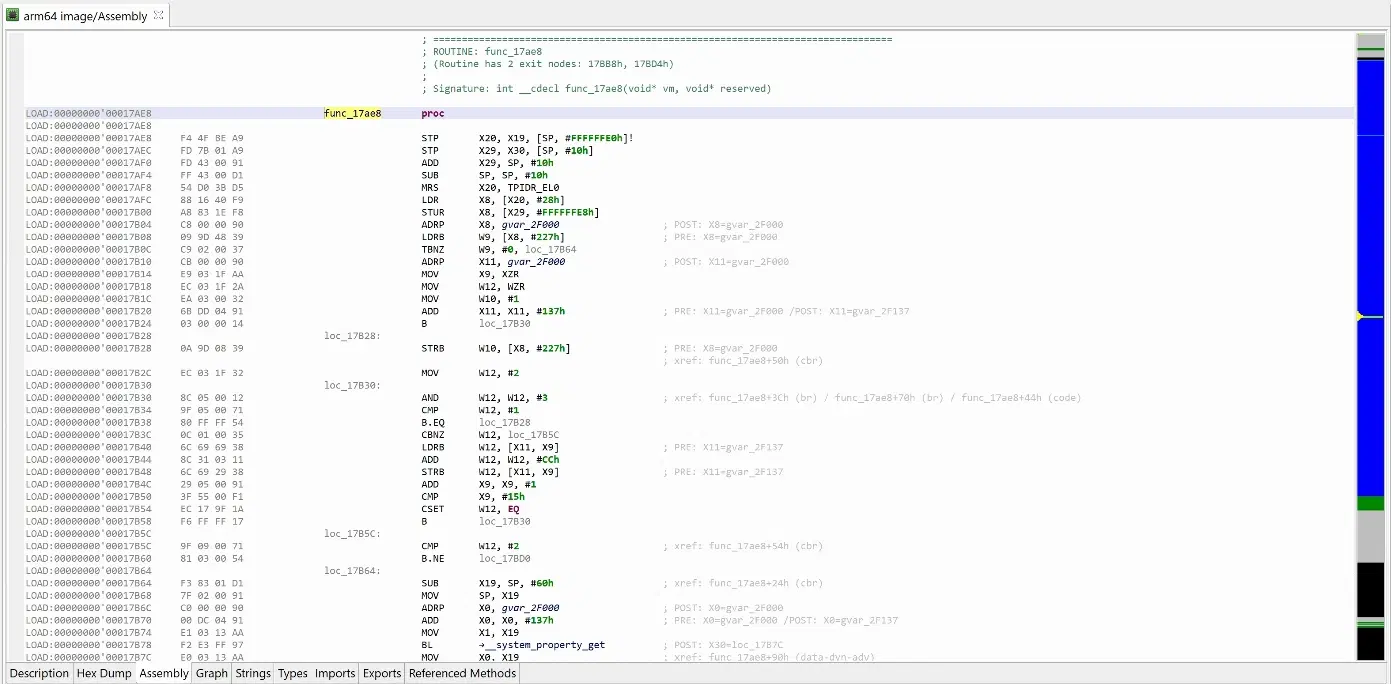 arm64 image/Assembly
; ================================================================================
; ROUTINE: func_17ae8
; (Routine has 2 exit nodes: 17BB8h, 17BD4h)
;
; Signature: int __cdecl func_17ae8(void* vm, void* reserved)
LOAD:00000000'00017AE8 func_17ae8 proc
LOAD:00000000'00017AE8
LOAD:00000000'00017AE8 F4 4F BE A9 STP X20, X19, [SP, #FFFFFFE0h]!
LOAD:00000000'00017AEC FD 7B 01 A9 STP X29, X30, [SP, #10h]
LOAD:00000000'00017AF0 FD 43 00 91 ADD X29, SP, #10h
LOAD:00000000'00017AF4 FF 43 00 D1 SUB SP, SP, #10h
LOAD:00000000'00017AF8 54 D0 3B D5 MRS X20, TPIDR_EL0
LOAD:00000000'00017AFC 88 16 40 F9 LDR X8, [X20, #28h]
LOAD:00000000'00017B00 A8 83 1E F8 STUR X8, [X29, #FFFFFFE8h]
LOAD:00000000'00017B04 C8 00 00 90 ADRP X8, gvar_2F000 ; POST: X8=gvar_2F000
LOAD:00000000'00017B08 09 9D 48 39 LDRB W9, [X8, #227h] ; PRE: X8=gvar_2F000
LOAD:00000000'00017B0C C9 02 00 37 TBNZ W9, #0, loc_17B64
LOAD:00000000'00017B10 CB 00 00 90 ADRP X11, gvar_2F000 ; POST: X11=gvar_2F000
LOAD:00000000'00017B14 E9 03 1F AA MOV X9, XZR
LOAD:00000000'00017B18 EC 03 1F 2A MOV W12, WZR
LOAD:00000000'00017B1C EA 03 00 32 MOV W10, #1
LOAD:00000000'00017B20 6B DD 04 91 ADD X11, X11, #137h ; PRE: X11=gvar_2F000 /POST: X11=gvar_2F137
LOAD:00000000'00017B24 03 00 00 14 B loc_17B30
LOAD:00000000'00017B28 loc_17B28:
LOAD:00000000'00017B28 0A 9D 08 39 STRB W10, [X8, #227h] ; PRE: X8=gvar_2F000
; xref: func_17ae8+50h (cbr)
LOAD:00000000'00017B2C EC 03 1F 32 MOV W12, #2
LOAD:00000000'00017B30 loc_17B30:
LOAD:00000000'00017B30 8C 05 00 12 AND W12, W12, #3 ; xref: func_17ae8+3Ch (br) / func_17ae8+70h (br) / func_17ae8+44h (code)
LOAD:00000000'00017B34 9F 05 00 71 CMP W12, #1
LOAD:00000000'00017B38 80 FF FF 54 B.EQ loc_17B28
LOAD:00000000'00017B3C 0C 01 00 35 CBNZ W12, loc_17B5C
LOAD:00000000'00017B40 6C 69 69 38 LDRB W12, [X11, X9] ; PRE: X11=gvar_2F137
LOAD:00000000'00017B44 8C 31 03 11 ADD W12, W12, #CCh
LOAD:00000000'00017B48 6C 69 29 38 STRB W12, [X11, X9] ; PRE: X11=gvar_2F137
LOAD:00000000'00017B4C 29 05 00 91 ADD X9, X9, #1
LOAD:00000000'00017B50 3F 55 00 F1 CMP X9, #15h
LOAD:00000000'00017B54 EC 17 9F 1A CSET W12, EQ
LOAD:00000000'00017B58 F6 FF FF 17 B loc_17B30
LOAD:00000000'00017B5C loc_17B5C:
LOAD:00000000'00017B5C 9F 09 00 71 CMP W12, #2 ; xref: func_17ae8+54h (cbr)
LOAD:00000000'00017B60 81 03 00 54 B.NE loc_17BD0
LOAD:00000000'00017B64 loc_17B64:
LOAD:00000000'00017B64 F3 83 01 D1 SUB X19, SP, #60h ; xref: func_17ae8+24h (cbr)
LOAD:00000000'00017B68 7F 02 00 91 MOV SP, X19
LOAD:00000000'00017B6C C0 00 00 90 ADRP X0, gvar_2F000 ; POST: X0=gvar_2F000
LOAD:00000000'00017B70 00 DC 04 91 ADD X0, X0, #137h ; PRE: X0=gvar_2F000 /POST: X0=gvar_2F137
LOAD:00000000'00017B74 E1 03 13 AA MOV X1, X19
LOAD:00000000'00017B78 F2 E3 FF 97 BL →__system_property_get ; POST: X30=loc_17B7C
LOAD:00000000'00017B7C E0 03 13 AA MOV X0, X19 ; xref: func_17ae8+90h (data-dyn-adv)
Description Hex Dump Assembly Graph Strings Types Imports Exports Referenced Methods